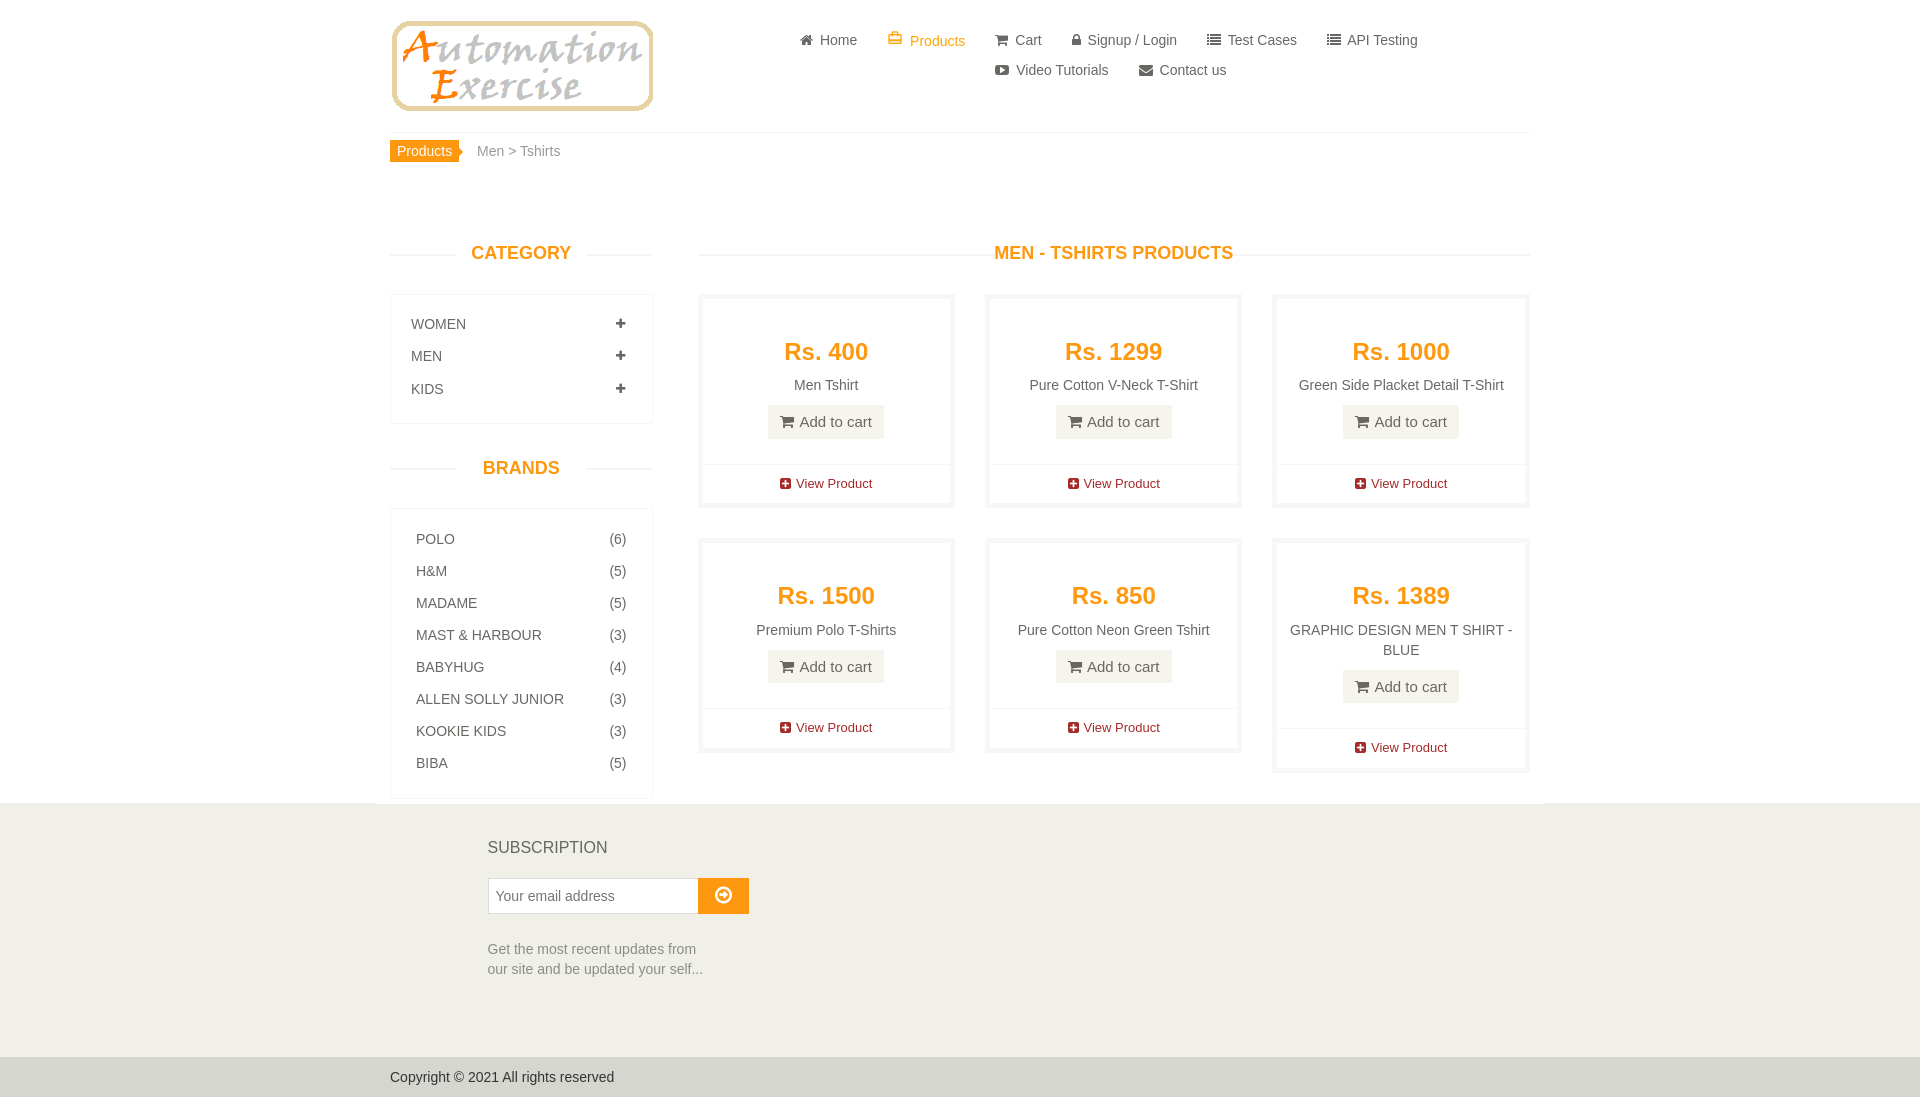 Automation
Exercise
Home
Products
Cart
Signup / Login
Test Cases
API Testing
Video Tutorials
Contact us
Products
Men > Tshirts
CATEGORY
WOMEN
MEN
KIDS
BRANDS
POLO (6)
H&M (5)
MADAME (5)
MAST & HARBOUR (3)
BABYHUG (4)
ALLEN SOLLY JUNIOR (3)
KOOKIE KIDS (3)
BIBA (5)
MEN - TSHIRTS PRODUCTS
Rs. 400
Men Tshirt
Add to cart
View Product
Rs. 1299
Pure Cotton V-Neck T-Shirt
Add to cart
View Product
Rs. 1000
Green Side Placket Detail T-Shirt
Add to cart
View Product
Rs. 1500
Premium Polo T-Shirts
Add to cart
View Product
Rs. 850
Pure Cotton Neon Green Tshirt
Add to cart
View Product
Rs. 1389
GRAPHIC DESIGN MEN T SHIRT -
BLUE
Add to cart
View Product
SUBSCRIPTION
Your email address
Get the most recent updates from
our site and be updated your self...
Copyright © 2021 All rights reserved